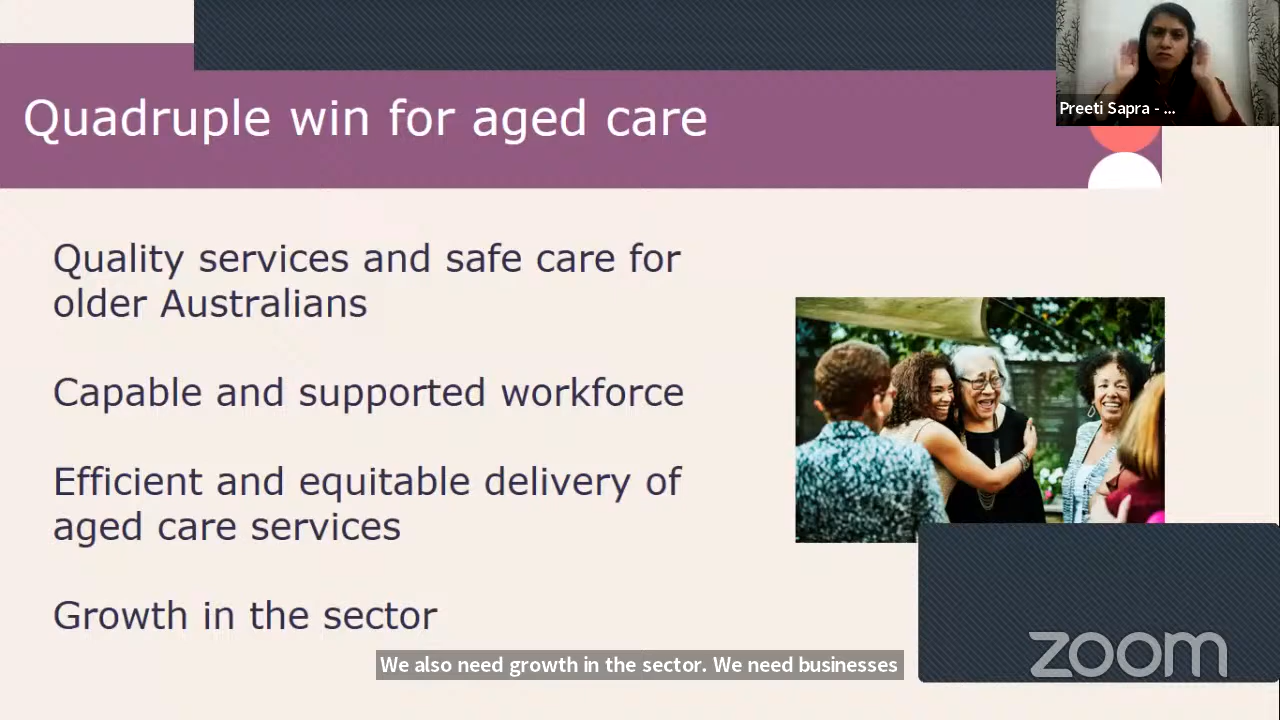 Preeti Sapra - ...
Quadruple win for aged care
Quality services and safe care for
older Australians
Capable and supported workforce
Efficient and equitable delivery of
aged care services
Growth in the sector
We also need growth in the sector. We need businesses
zoom